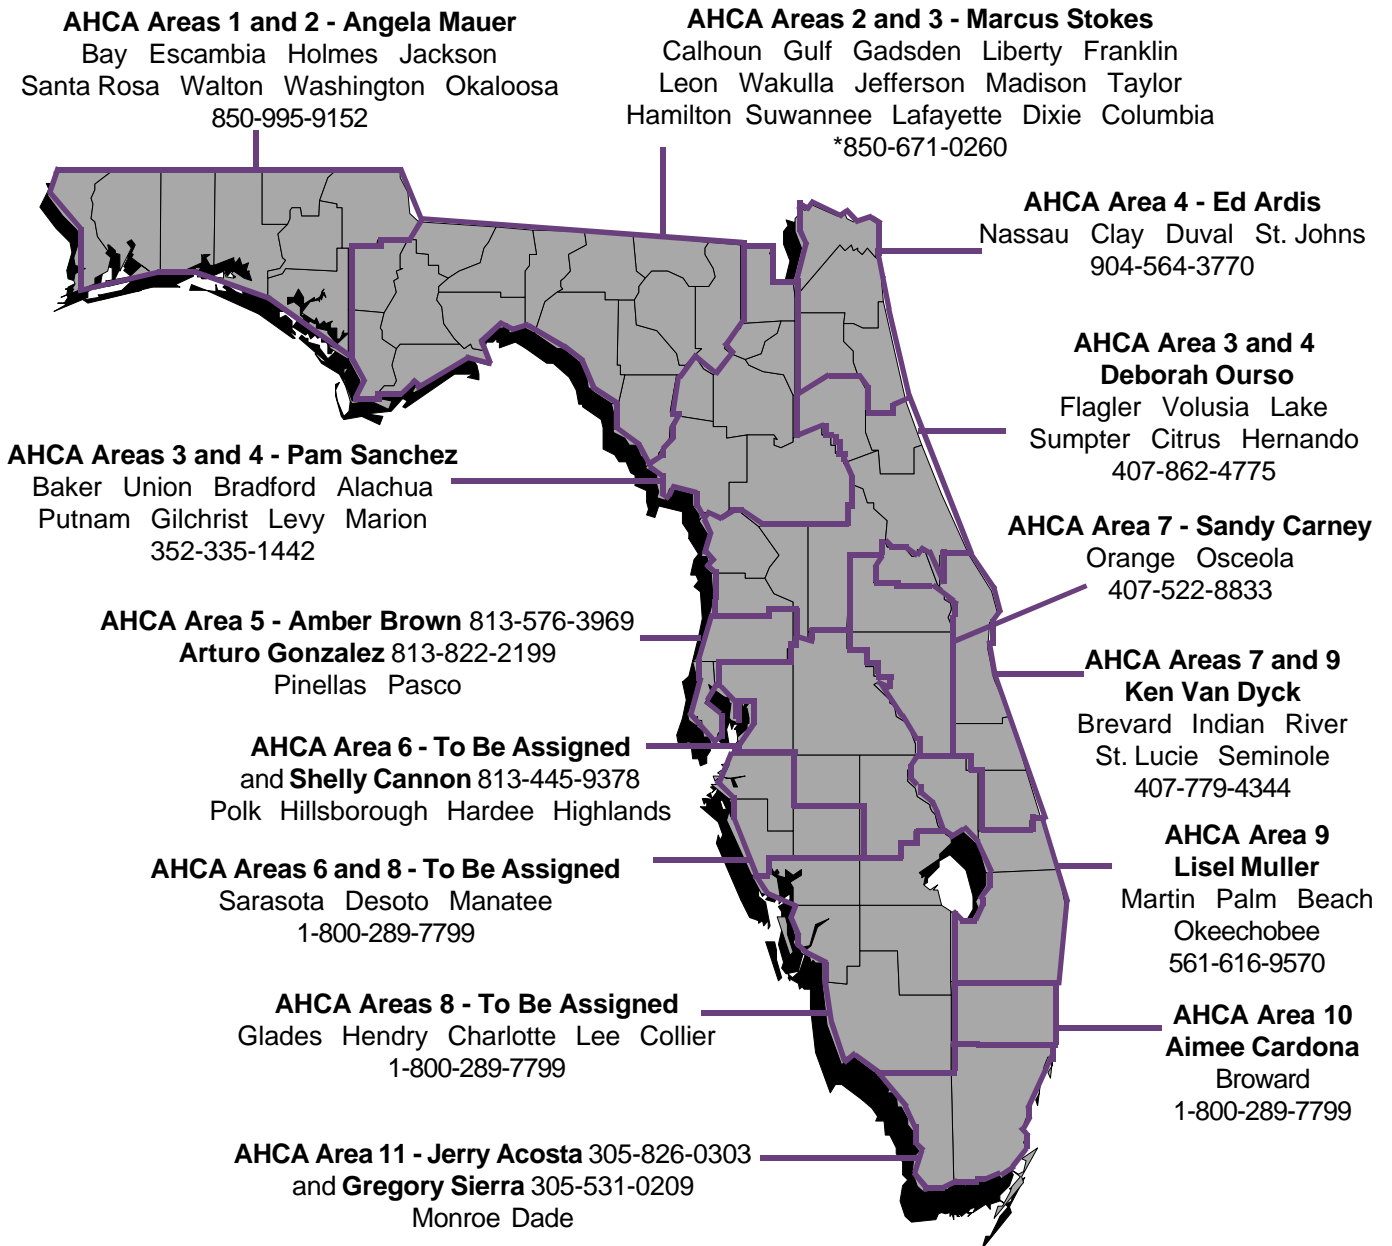 AHCA Areas 1 and 2 - Angela Mauer
Bay Escambia Holmes Jackson
Santa Rosa Walton Washington Okaloosa
850-995-9152
AHCA Areas 2 and 3 - Marcus Stokes
Calhoun Gulf Gadsden Liberty Franklin
Leon Wakulla Jefferson Madison Taylor
Hamilton Suwannee Lafayette Dixie Columbia
*850-671-0260
AHCA Area 4 - Ed Ardis
Nassau Clay Duval St. Johns
904-564-3770
AHCA Area 3 and 4
Deborah Ourso
Flagler Volusia Lake
Sumpter Citrus Hernando
407-862-4775
AHCA Areas 3 and 4 - Pam Sanchez
Baker Union Bradford Alachua
Putnam Gilchrist Levy Marion
352-335-1442
AHCA Area 7 - Sandy Carney
Orange Osceola
407-522-8833
AHCA Area 5 - Amber Brown 813-576-3969
Arturo Gonzalez 813-822-2199
Pinellas Pasco
AHCA Areas 7 and 9
Ken Van Dyck
Brevard Indian River
St. Lucie Seminole
407-779-4344
AHCA Area 6 - To Be Assigned
and Shelly Cannon 813-445-9378
Polk Hillsborough Hardee Highlands
AHCA Area 9
Lisel Muller
Martin Palm Beach
Okeechobee
561-616-9570
AHCA Areas 6 and 8 - To Be Assigned
Sarasota Desoto Manatee
1-800-289-7799
AHCA Areas 8 - To Be Assigned
Glades Hendry Charlotte Lee Collier
1-800-289-7799
AHCA Area 10
Aimee Cardona
Broward
1-800-289-7799
AHCA Area 11 - Jerry Acosta 305-826-0303
and Gregory Sierra 305-531-0209
Monroe Dade